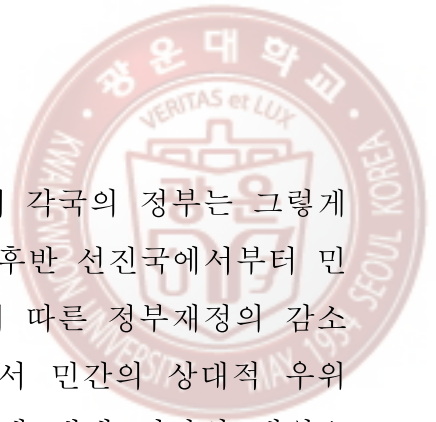 광운대학교
VERITAS et LUX
KWANGWOON UNIVERSITY MAY 1934 SEOUL KOREA
각국의 정부는 그렇게
후반 선진국에서부터 민
따른 정부재정의 감소
서 민간의 상대적 우위